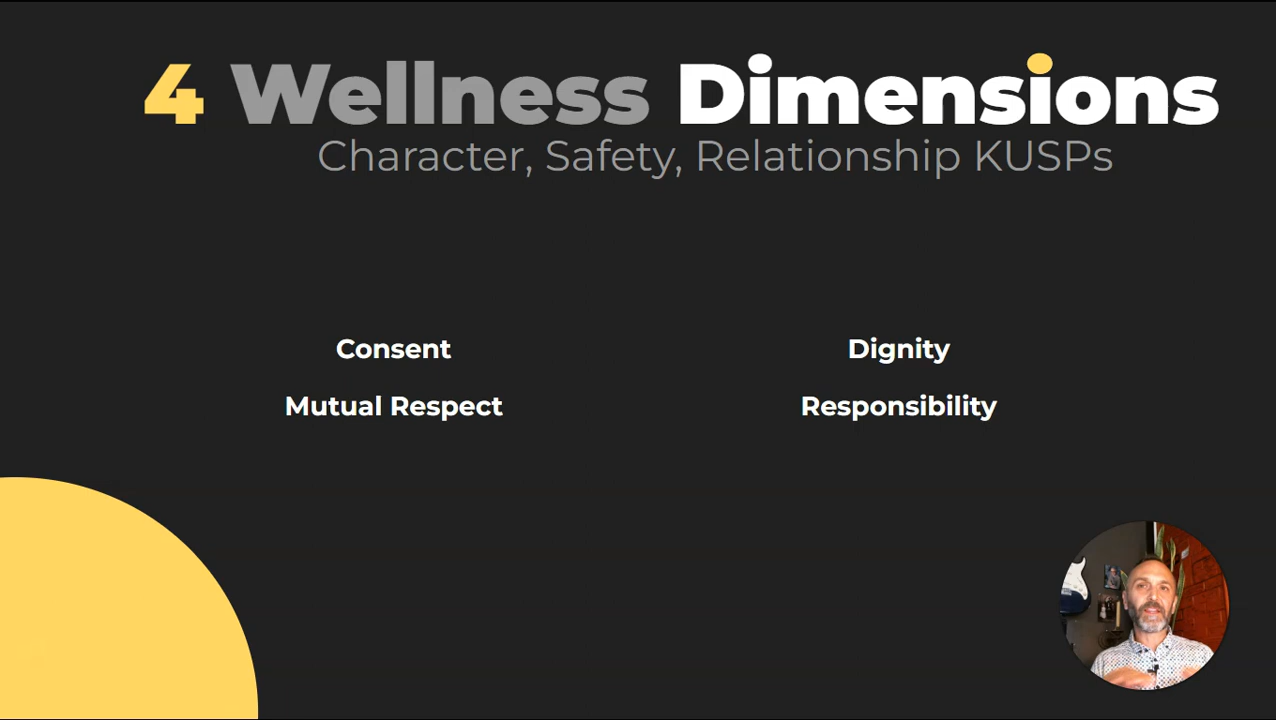 4 Wellness Dimensions
Character, Safety, Relationship KUSPs
Consent
Dignity
Mutual Respect
Responsibility